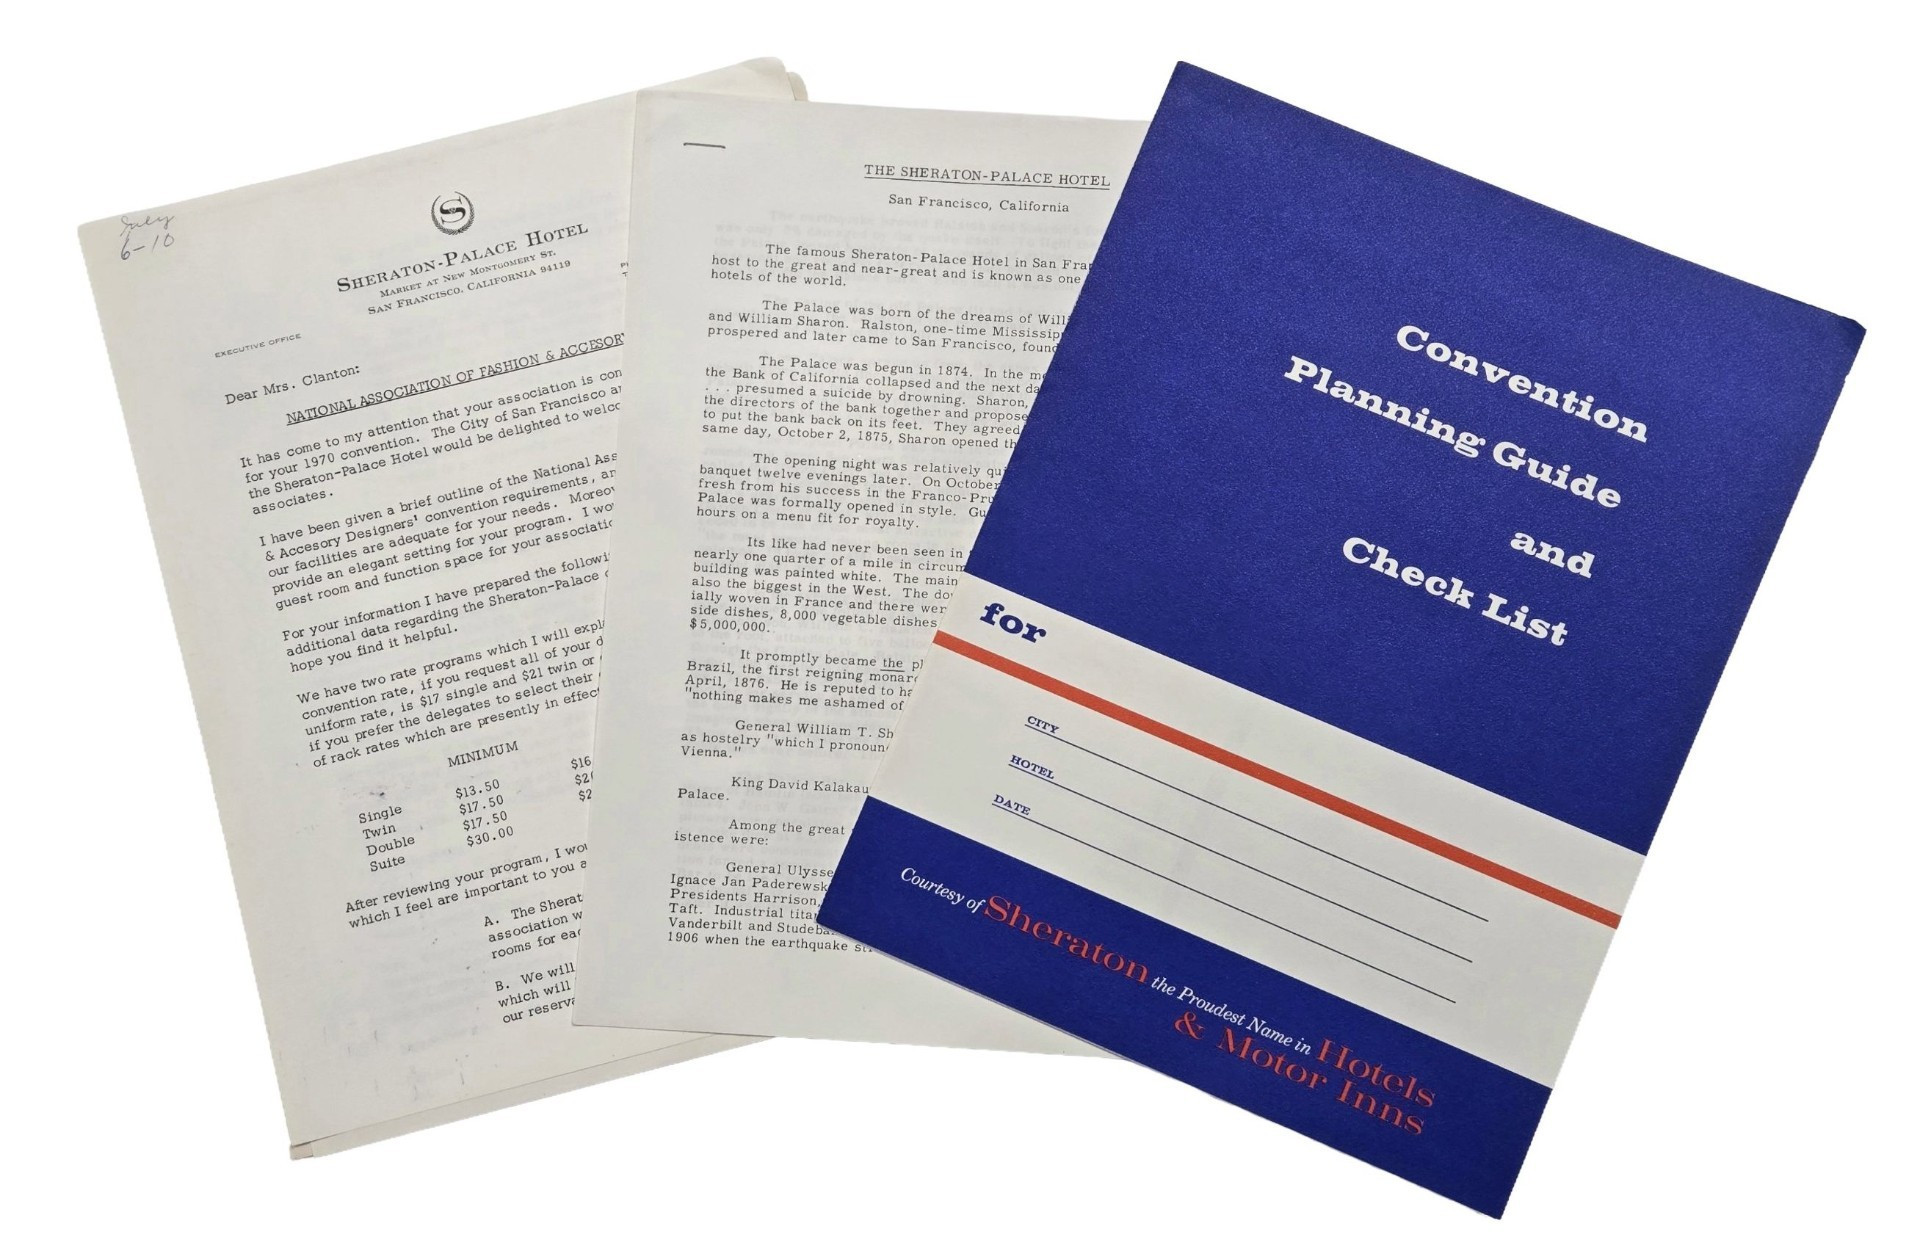 July
6-10
S
SHERATON-PALACE HOTEL
MARKET AT NEW MONTGOMERY ST.
SAN FRANCISCO, CALIFORNIA 94119
EXECUTIVE OFFICE
Dear Mrs. Clanton:
NATIONAL ASSOCIATION OF FASHION & ACCESORY
It has come to my attention that your association is con
for your 1970 convention. The City of San Francisco a
the Sheraton-Palace Hotel would be delighted to welc
associates.
I have been given a brief outline of the National Ass
& Accesory Designers' convention requirements, an
our facilities are adequate for your needs. Moreov
provide an elegant setting for your program. I wo
guest room and function space for your associatio
For your information I have prepared the followi
additional data regarding the Sheraton-Palace
hope you find it helpful.
We have two rate programs which I will expla
convention rate, if you request all of your d
uniform rate, is $17 single and $21 twin or
if you prefer the delegates to select their
of rack rates which are presently in effec
MINIMUM
Single $13.50 $16
Twin $17.50 $2
Double $17.50 $2
Suite $30.00
After reviewing your program, I wou
which I feel are important to you a
A. The Sherat
association w
rooms for eac
B. We will
which will
our reserva
THE SHERATON-PALACE HOTEL
San Francisco, California
The famous Sheraton-Palace Hotel in San Fran
host to the great and near-great and is known as one
hotels of the world.
The Palace was born of the dreams of Willi
and William Sharon. Ralston, one-time Mississipp
prospered and later came to San Francisco, found
The Palace was begun in 1874. In the m
the Bank of California collapsed and the next da
. . . presumed a suicide by drowning. Sharon,
the directors of the bank together and propose
to put the bank back on its feet. They agreed
same day, October 2, 1875, Sharon opened th
The opening night was relatively qui
banquet twelve evenings later. On October
fresh from his success in the Franco-Pru
Palace was formally opened in style. Gu
hours on a menu fit for royalty.
Its like had never been seen in
nearly one quarter of a mile in circum
building was painted white. The main
also the biggest in the West. The do
ially woven in France and there wer
side dishes, 8,000 vegetable dishes
$5,000,000.
It promptly became the pl
Brazil, the first reigning monarc
April, 1876. He is reputed to ha
"nothing makes me ashamed of
General William T. Sh
as hostelry "which I pronoun
Vienna."
King David Kalakau
Palace.
Among the great
istence were:
General Ulysse
Ignace Jan Paderewsk
Presidents Harrison,
Taft. Industrial tita
Vanderbilt and Studeba
1906 when the earthquake st
Convention
Planning Guide
and
Check List
for
CITY
HOTEL
DATE
Courtesy of Sheraton the Proudest Name in Hotels
& Motor Inns